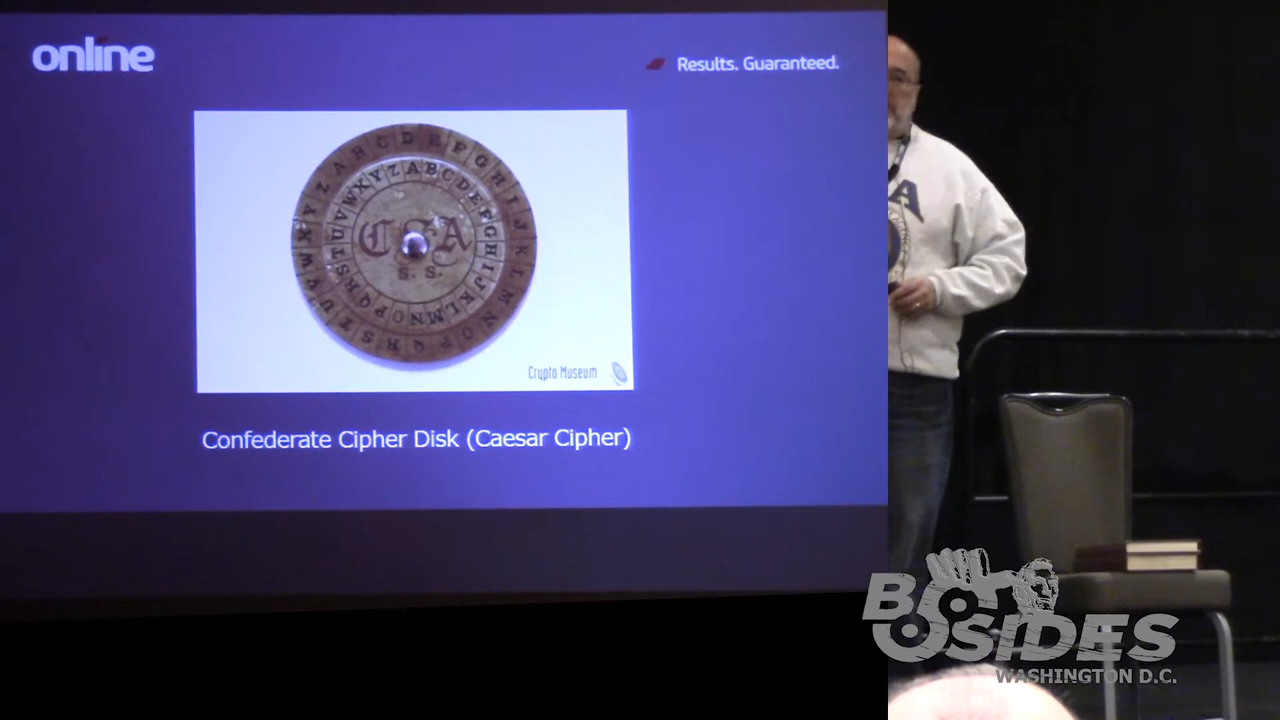 online
Results. Guaranteed.
A B C D E F G H I J K L M N O P Q R S T U V W X Y Z
A B C D E F G H I J K L M N O P Q R S T U V W X Y Z
CSA
S. S.
Crypto Museum
Confederate Cipher Disk (Caesar Cipher)
A
BSIDES
WASHINGTON D.C.